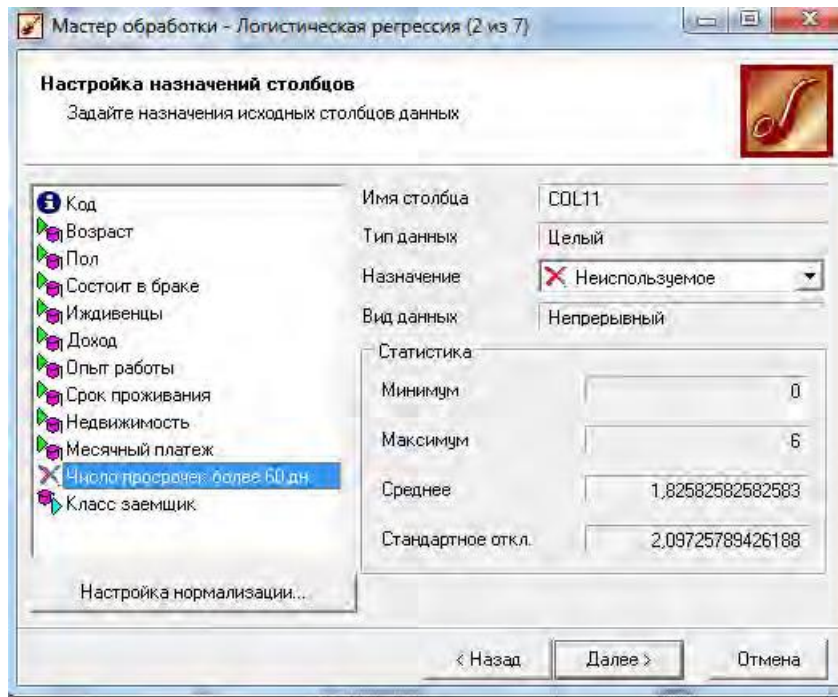 Мастер обработки - Логистическая регрессия (2 из 7)
Настройка назначений столбцов
Задайте назначения исходных столбцов данных
Код
Возраст
Пол
Состоит в браке
Иждивенцы
Доход
Опыт работы
Срок проживания
Недвижимость
Месячный платеж
Число просрочек более 60 дн
Класс заемщик
Настройка нормализации...
Имя столбца COL11
Тип данных Целый
Назначение Неиспользуемое
Вид данных Непрерывный
Статистика
Минимум 0
Максимум 6
Среднее 1,82582582582583
Стандартное откл. 2,09725789426188
< Назад Далее > Отмена